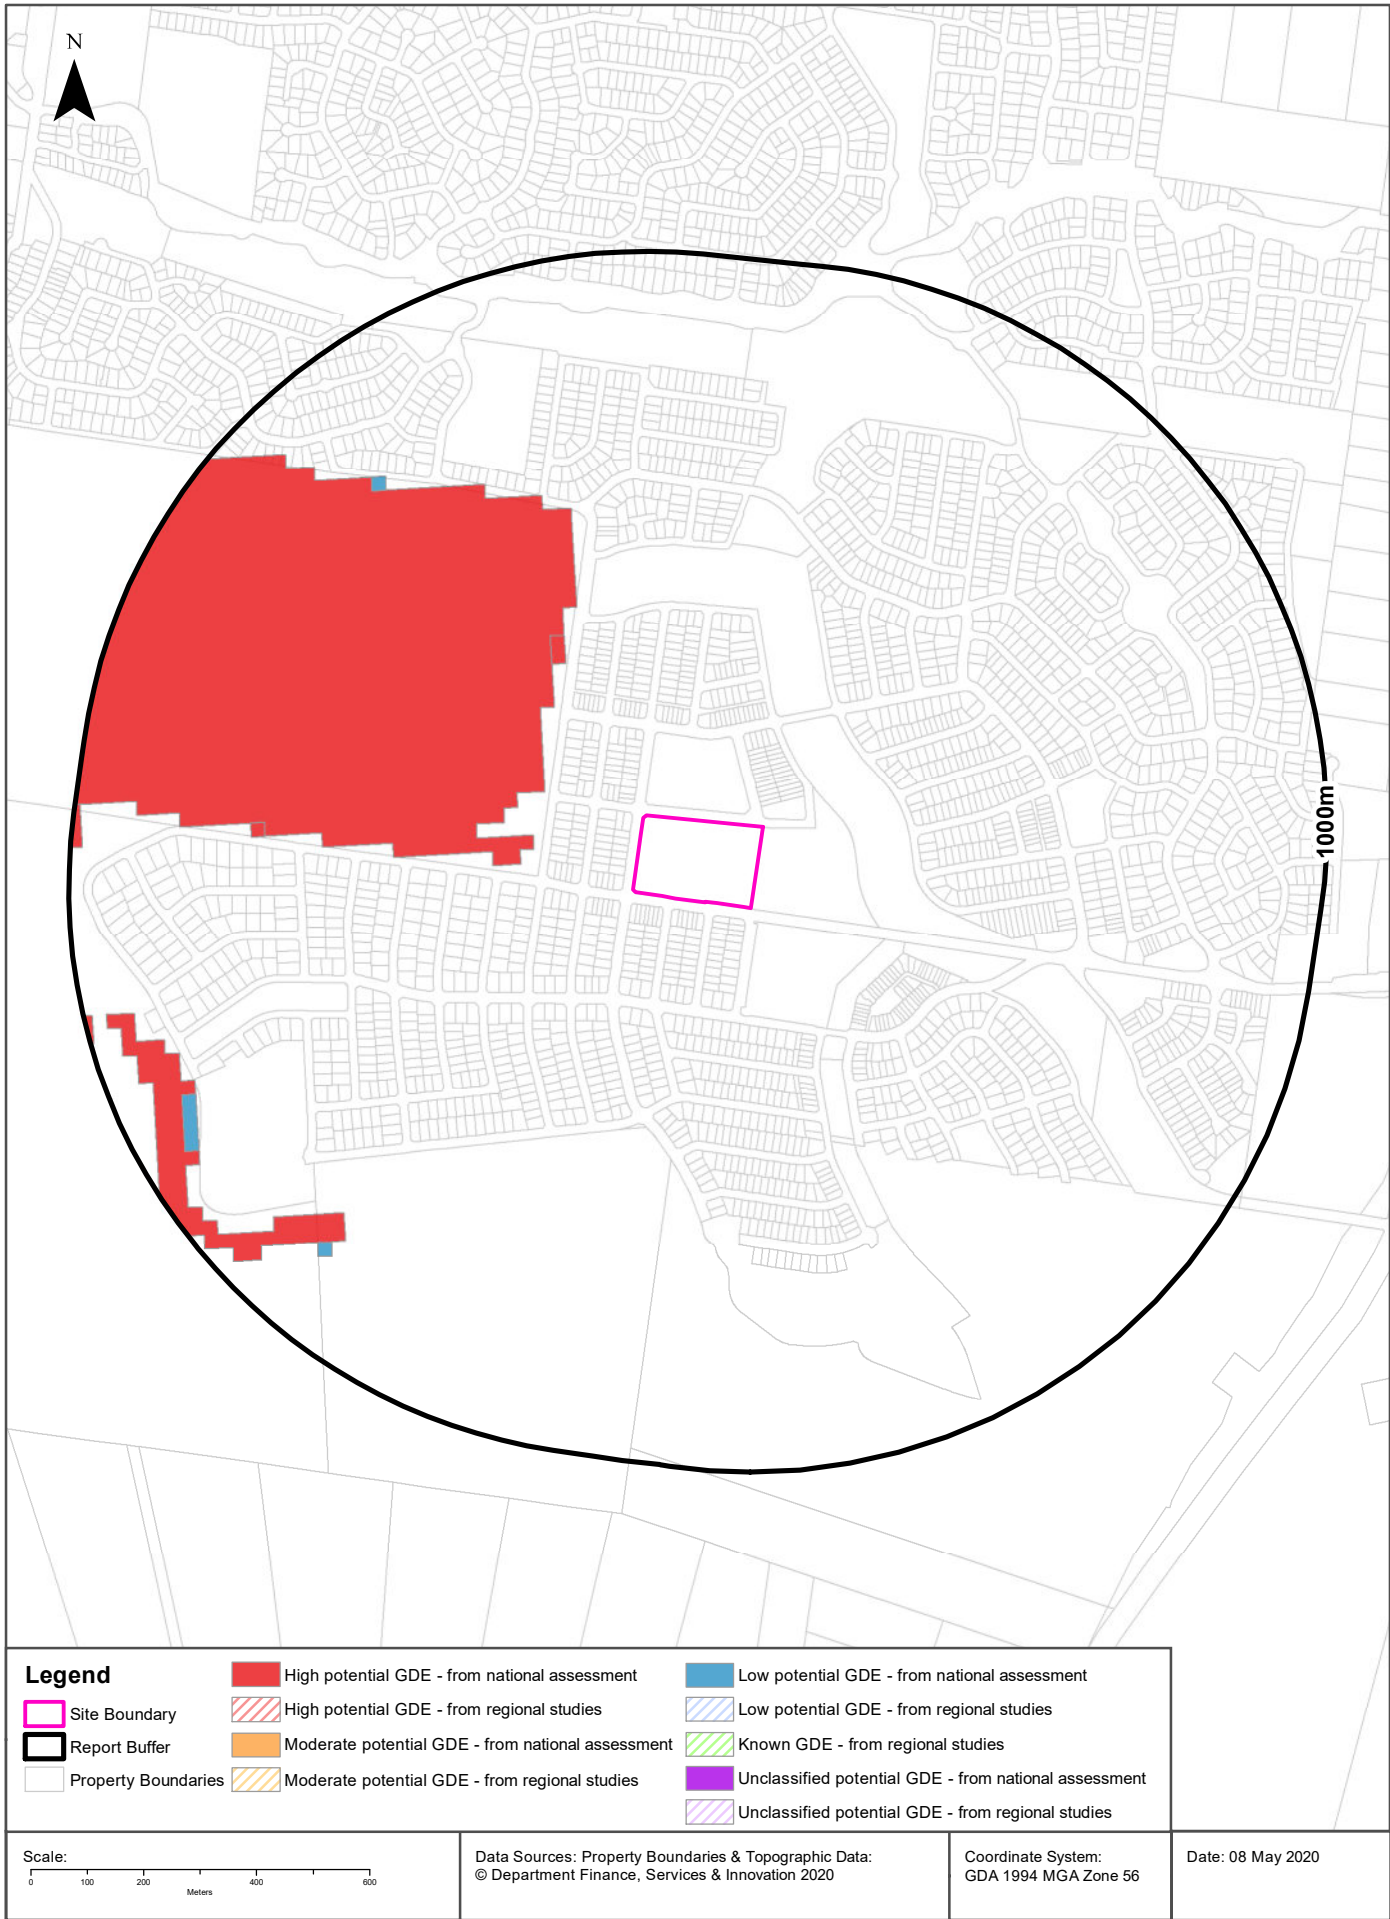 N
1000m
Legend
Site Boundary
Report Buffer
Property Boundaries
High potential GDE - from national assessment
High potential GDE - from regional studies
Moderate potential GDE - from national assessment
Moderate potential GDE - from regional studies
Low potential GDE - from national assessment
Low potential GDE - from regional studies
Known GDE - from regional studies
Unclassified potential GDE - from national assessment
Unclassified potential GDE - from regional studies
Scale:
0 100 200 400 600
Meters
Data Sources: Property Boundaries & Topographic Data:
© Department Finance, Services & Innovation 2020
Coordinate System:
GDA 1994 MGA Zone 56
Date: 08 May 2020